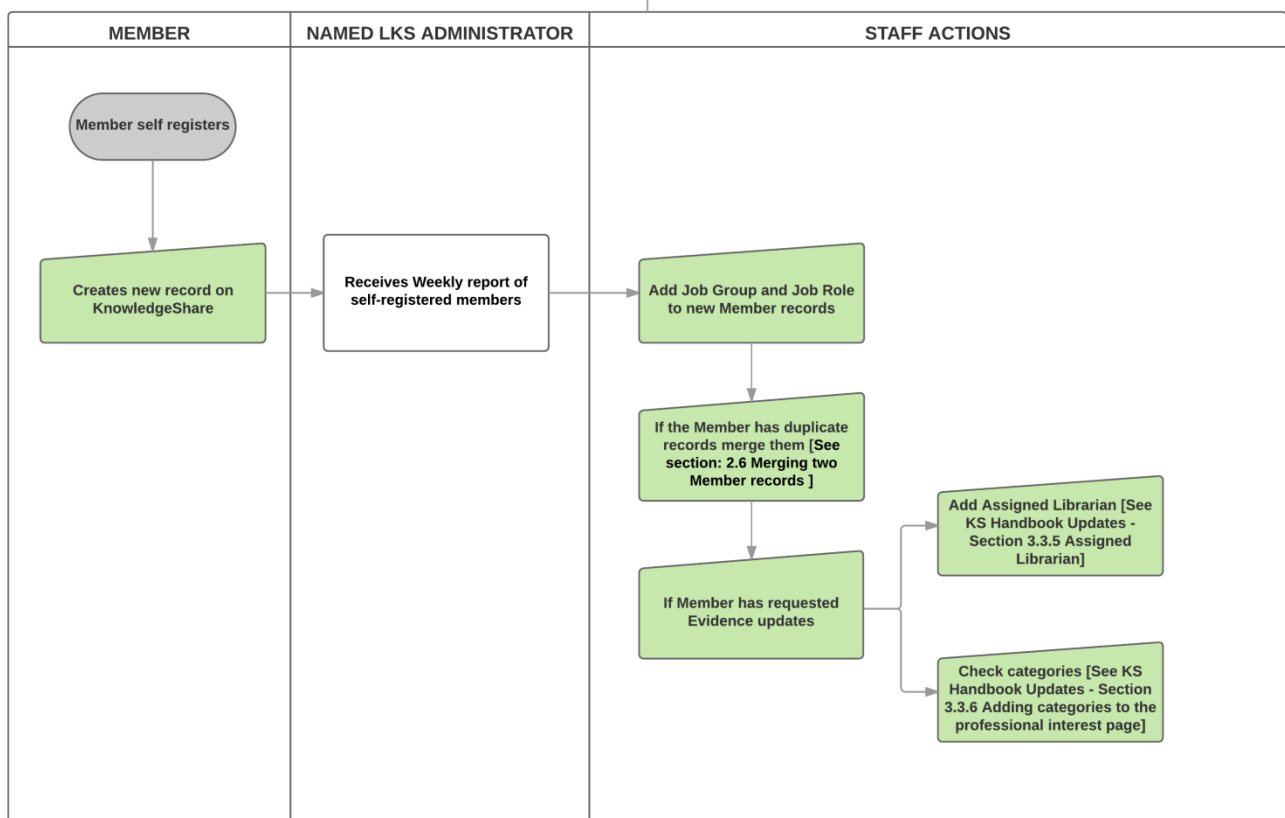 MEMBER
NAMED LKS ADMINISTRATOR
STAFF ACTIONS
Member self registers
Creates new record on
KnowledgeShare
Receives Weekly report of
self-registered members
Add Job Group and Job Role
to new Member records
If the Member has duplicate
records merge them [See
section: 2.6 Merging two
Member records ]
If Member has requested
Evidence updates
Add Assigned Librarian [See
KS Handbook Updates -
Section 3.3.5 Assigned
Librarian]
Check categories [See KS
Handbook Updates - Section
3.3.6 Adding categories to the
professional interest page]